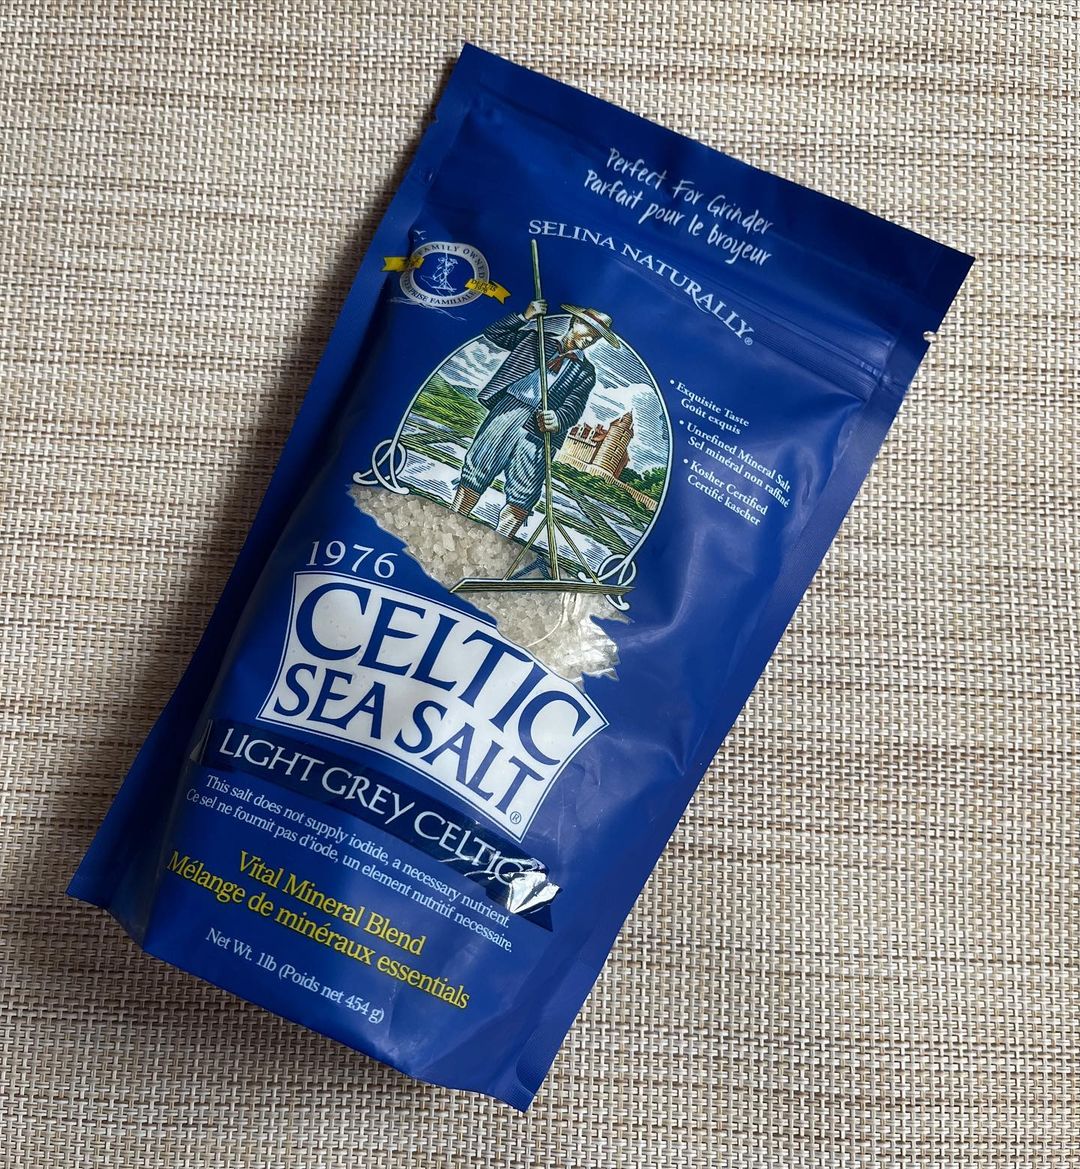 Perfect For Grinder
Parfait pour le broyeur
SELINA NATURALLY®
FAMILY OWNED
DEPUIS
• Exquisite Taste
Goût exquis
• Unrefined Mineral Salt
Sel minéral non raffiné
• Kosher Certified
Certifié kascher
1976
CELTIC
SEA SALT®
LIGHT GREY CELTIC
This salt does not supply iodide, a necessary nutrient.
Ce sel ne fournit pas d'iode, un element nutritif necessaire.
Vital Mineral Blend
Mélange de minéraux essentials
Net Wt. 1lb (Poids net 454 g)